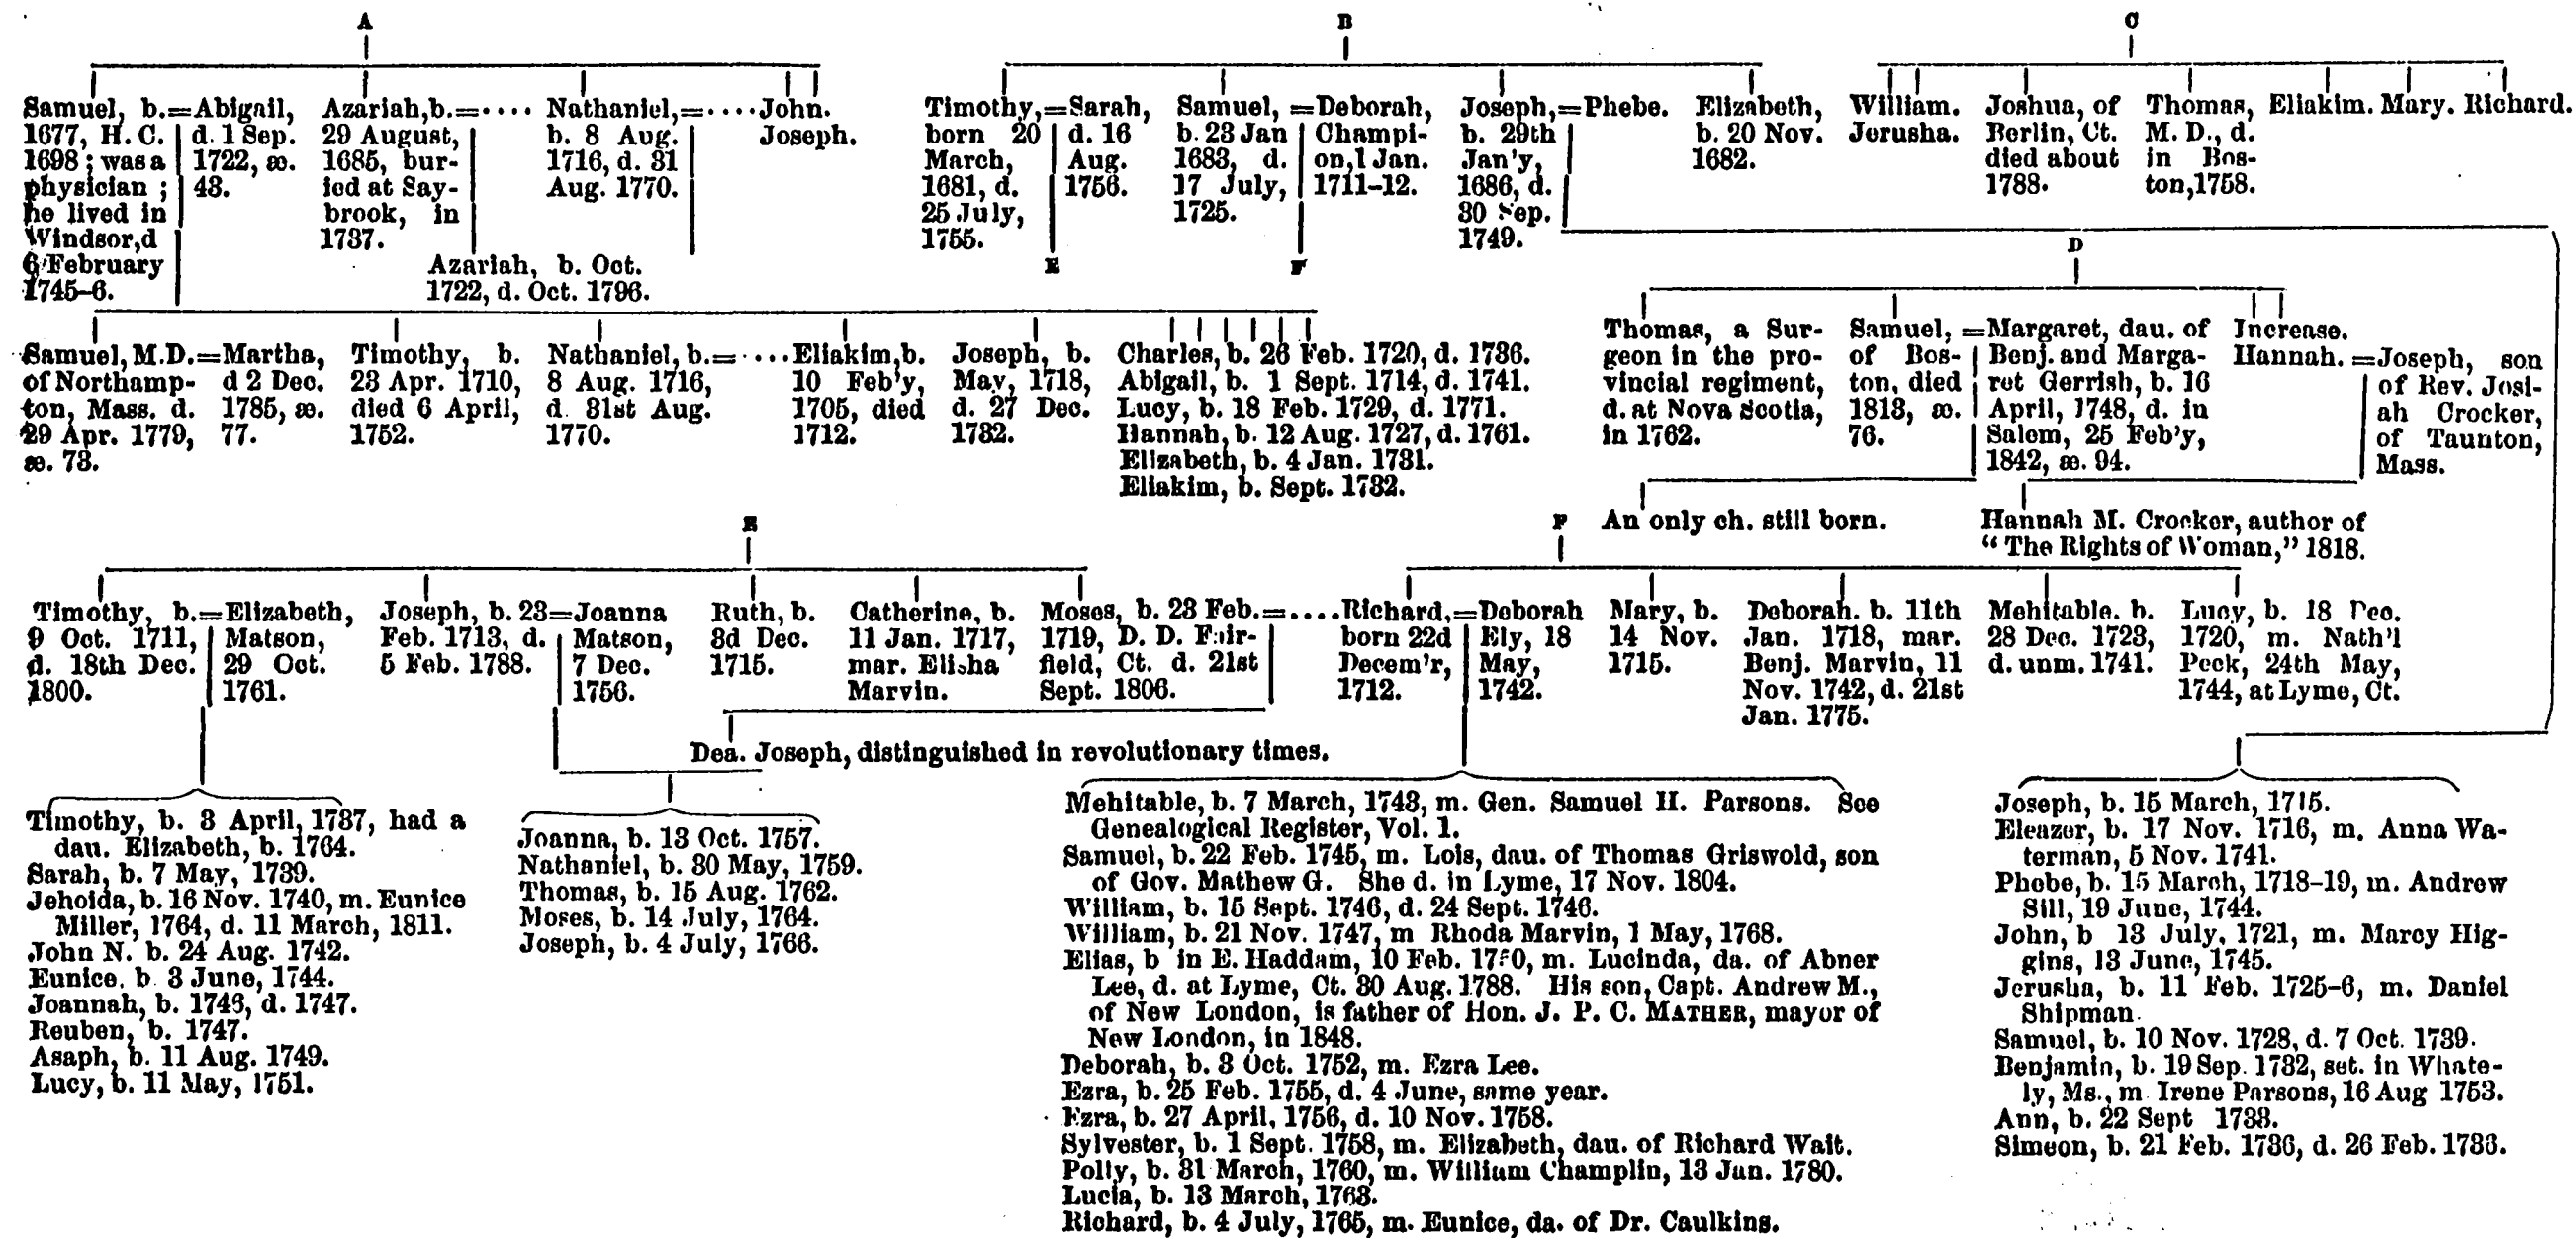 A
B
C
Samuel, b.=Abigail,
1677, H. C.
1698; was a
physician;
he lived in
Windsor,d
6 February
1745-6.
d. 1 Sep.
1722, æ.
43.
Azariah,b.=····
29 August,
1685, bur-
ied at Say-
brook, in
1737.
Nathaniel,=····
b. 8 Aug.
1716, d. 31
Aug. 1770.
John.
Joseph.
Azariah, b. Oct.
1722, d. Oct. 1796.
Timothy,=Sarah,
born 20
March,
1681, d.
25 July,
1755.
d. 16
Aug.
1756.
E
Samuel, =Deborah,
b. 23 Jan
1683, d.
17 July,
1725.
Champi-
on,1 Jan.
1711-12.
F
Joseph,=Phebe.
b. 29th
Jan'y,
1686, d.
30 Sep.
1749.
Elizabeth,
b. 20 Nov.
1682.
William.
Jerusha.
Joshua, of
Berlin, Ct.
died about
1788.
Thomas,
M. D., d.
in Bos-
ton,1758.
Eliakim. Mary. Richard.
D
Samuel, M.D.=Martha,
of Northamp-
ton, Mass. d.
29 Apr. 1779,
æ. 73.
d 2 Dec.
1785, æ.
77.
Timothy, b.
23 Apr. 1710,
died 6 April,
1752.
Nathaniel, b.=····
8 Aug. 1716,
d. 31st Aug.
1770.
Eliakim,b.
10 Feb'y,
1705, died
1712.
Joseph, b.
May, 1718,
d. 27 Dec.
1732.
Charles, b. 26 Feb. 1720, d. 1736.
Abigail, b. 1 Sept. 1714, d. 1741.
Lucy, b. 18 Feb. 1729, d. 1771.
Hannah, b. 12 Aug. 1727, d. 1761.
Elizabeth, b. 4 Jan. 1731.
Eliakim, b. Sept. 1732.
Thomas, a Sur-
geon in the pro-
vincial regiment,
d. at Nova Scotia,
in 1762.
Samuel, =Margaret, dau. of
of Bos-
ton, died
1813, æ.
76.
Benj. and Marga-
ret Gerrish, b. 16
April, 1748, d. in
Salem, 25 Feb'y,
1842, æ. 94.
Increase.
Hannah. =Joseph, son
of Rev. Josi-
ah Crocker,
of Taunton,
Mass.
An only ch. still born.
Hannah M. Crocker, author of
"The Rights of Woman," 1818.
E
F
Timothy, b.=Elizabeth,
9 Oct. 1711,
d. 18th Dec.
1800.
Matson,
29 Oct.
1761.
Joseph, b. 23=Joanna
Feb. 1713, d.
5 Feb. 1788.
Matson,
7 Dec.
1756.
Ruth, b.
3d Dec.
1715.
Catherine, b.
11 Jan. 1717,
mar. Elisha
Marvin.
Moses, b. 23 Feb.=····
1719, D. D. Fair-
field, Ct. d. 21st
Sept. 1806.
Richard,=Deborah
born 22d
Decem'r,
1712.
Ely, 18
May,
1742.
Mary, b.
14 Nov.
1715.
Deborah. b. 11th
Jan. 1718, mar.
Benj. Marvin, 11
Nov. 1742, d. 21st
Jan. 1775.
Mehitable. b.
28 Dec. 1723,
d. unm. 1741.
Lucy, b. 18 Dec.
1720, m. Nath'l
Peck, 24th May,
1744, at Lyme, Ct.
Dea. Joseph, distinguished in revolutionary times.
Timothy, b. 3 April, 1737, had a
dau. Elizabeth, b. 1764.
Sarah, b. 7 May, 1739.
Jehoida, b. 16 Nov. 1740, m. Eunice
Miller, 1764, d. 11 March, 1811.
John N. b. 24 Aug. 1742.
Eunice. b. 3 June, 1744.
Joannah, b. 1746, d. 1747.
Reuben, b. 1747.
Asaph, b. 11 Aug. 1749.
Lucy, b. 11 May, 1751.
Joanna, b. 13 Oct. 1757.
Nathaniel, b. 30 May, 1759.
Thomas, b. 15 Aug. 1762.
Moses, b. 14 July, 1764.
Joseph, b. 4 July, 1766.
Mehitable, b. 7 March, 1743, m. Gen. Samuel H. Parsons. See
Genealogical Register, Vol. 1.
Samuel, b. 22 Feb. 1745, m. Lois, dau. of Thomas Griswold, son
of Gov. Mathew G. She d. in Lyme, 17 Nov. 1804.
William, b. 15 Sept. 1746, d. 24 Sept. 1746.
William, b. 21 Nov. 1747, m Rhoda Marvin, 1 May, 1768.
Elias, b in E. Haddam, 10 Feb. 1750, m. Lucinda, da. of Abner
Lee, d. at Lyme, Ct. 30 Aug. 1788. His son, Capt. Andrew M.,
of New London, is father of Hon. J. P. C. MATHER, mayor of
New London, in 1848.
Deborah, b. 3 Oct. 1752, m. Ezra Lee.
Ezra, b. 25 Feb. 1755, d. 4 June, same year.
Ezra, b. 27 April, 1756, d. 10 Nov. 1758.
Sylvester, b. 1 Sept. 1758, m. Elizabeth, dau. of Richard Wait.
Polly, b. 31 March, 1760, m. William Champlin, 13 Jan. 1780.
Lucia, b. 13 March, 1763.
Richard, b. 4 July, 1765, m. Eunice, da. of Dr. Caulkins.
Joseph, b. 15 March, 1715.
Eleazer, b. 17 Nov. 1716, m. Anna Wa-
terman, 5 Nov. 1741.
Phebe, b. 15 March, 1718-19, m. Andrew
Sill, 19 June, 1744.
John, b 13 July, 1721, m. Marcy Hig-
gins, 13 June, 1745.
Jerusha, b. 11 Feb. 1725-6, m. Daniel
Shipman.
Samuel, b. 10 Nov. 1728, d. 7 Oct. 1739.
Benjamin, b. 19 Sep. 1732, set. in Whate-
ly, Ms., m Irene Parsons, 16 Aug 1753.
Ann, b. 22 Sept 1733.
Simeon, b. 21 Feb. 1736, d. 26 Feb. 1736.